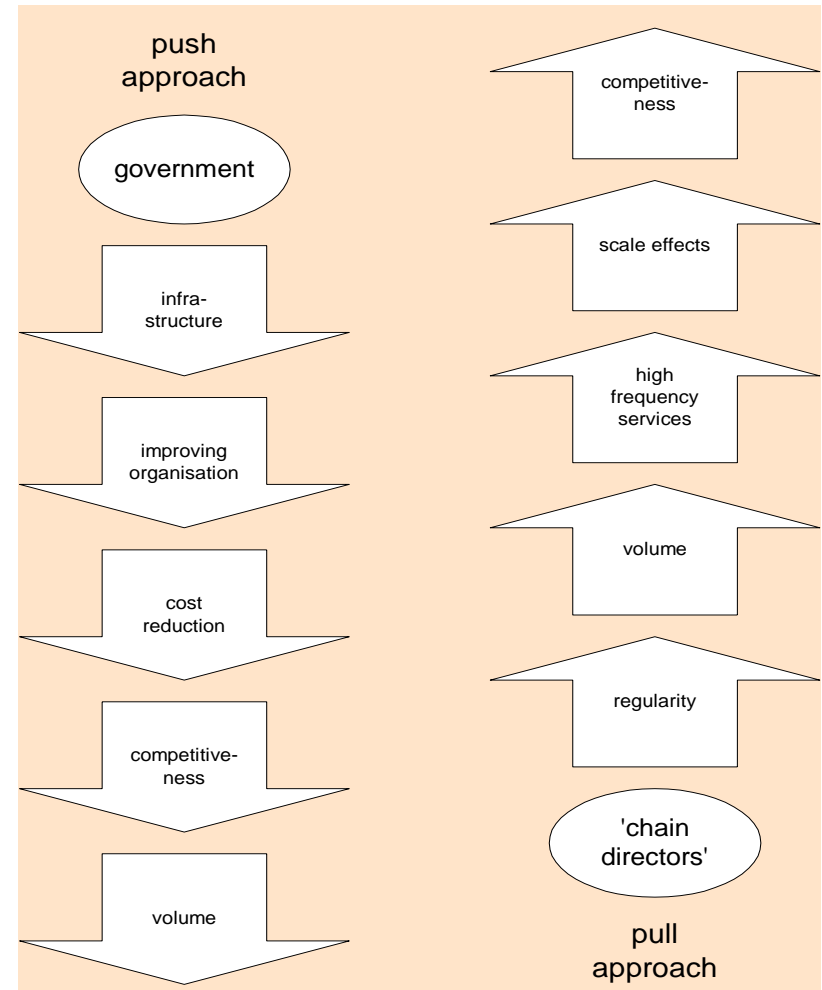 push
approach
government
infra-
structure
improving
organisation
cost
reduction
competitive-
ness
volume
competitive-
ness
scale effects
high
frequency
services
volume
regularity
'chain
directors'
pull
approach